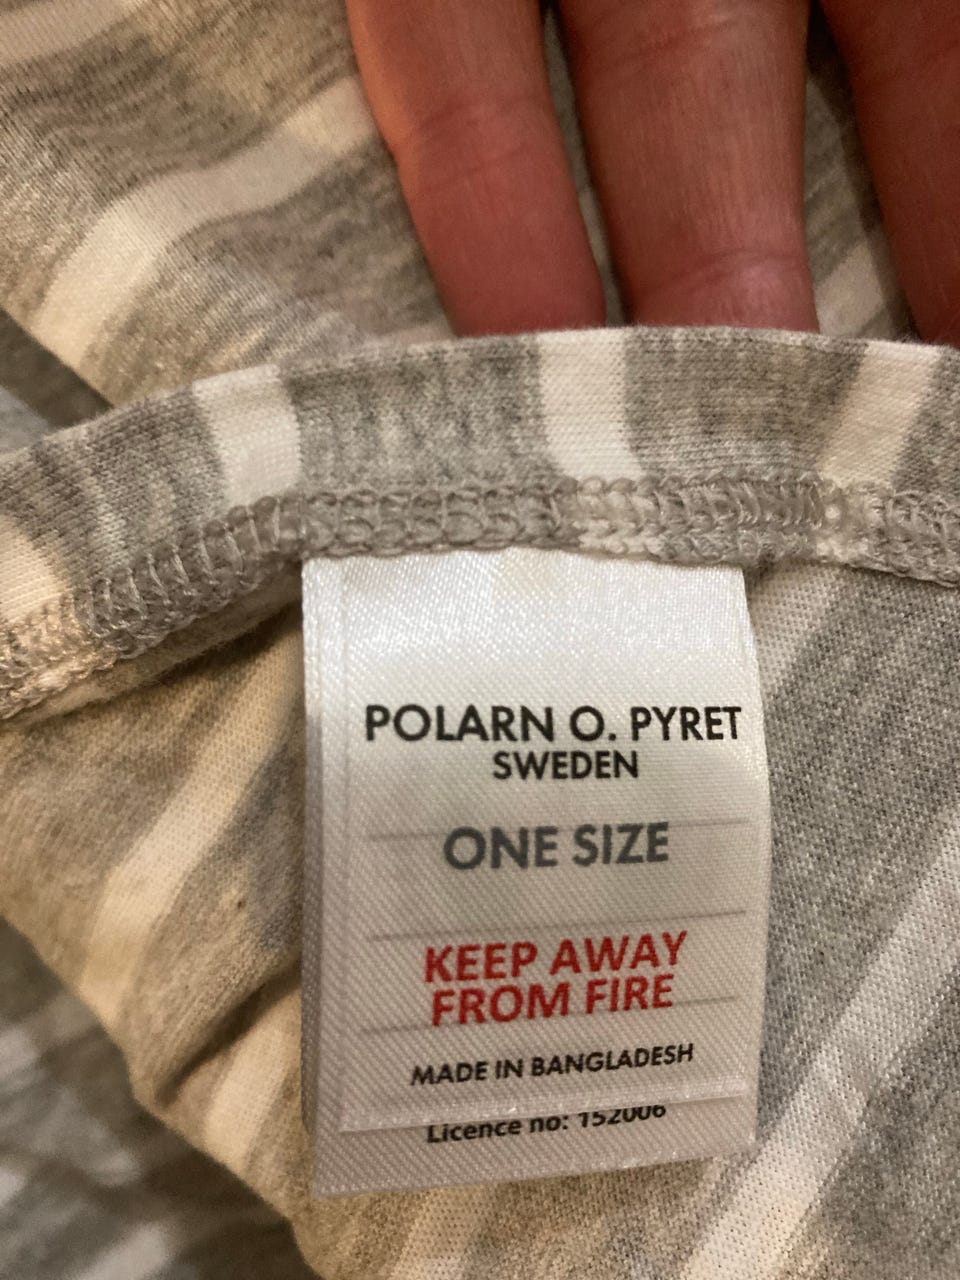 POLARN O. PYRET
SWEDEN
ONE SIZE
KEEP AWAY
FROM FIRE
MADE IN BANGLADESH
Licence no: 152006